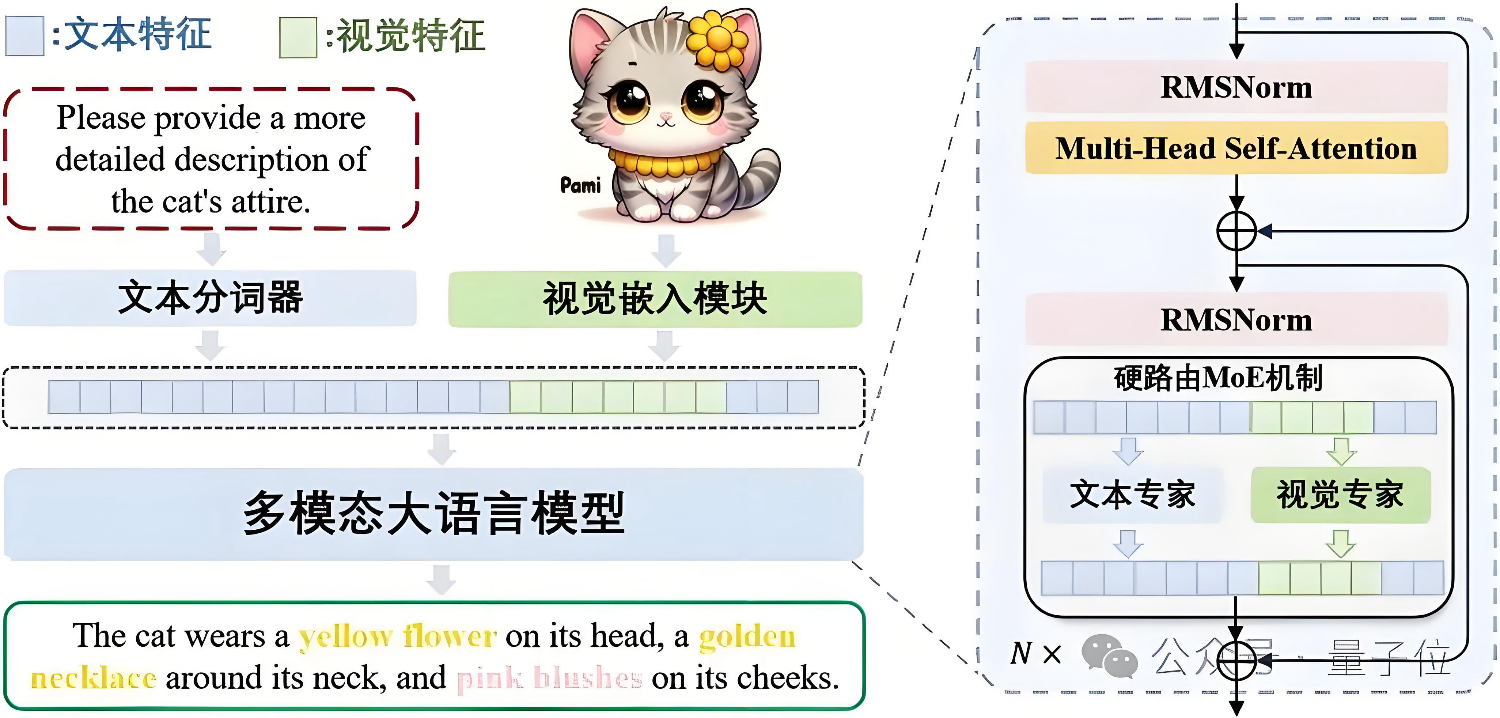 :文本特征
:视觉特征
Please provide a more
detailed description of
the cat's attire.
Pami
文本分词器
视觉嵌入模块
多模态大语言模型
The cat wears a yellow flower on its head, a golden
necklace around its neck, and pink blushes on its cheeks.
RMSNorm
Multi-Head Self-Attention
RMSNorm
硬路由MoE机制
文本专家
视觉专家
N ×
公众号·量子位